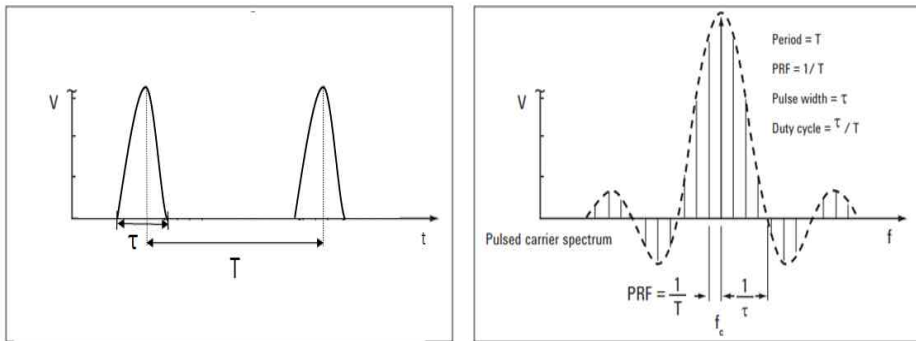 V
t
τ
T
Period = T
PRF = 1/ T
Pulse width = τ
Duty cycle = τ / T
V
Pulsed carrier spectrum
f
PRF = 1/T
1/τ
fc